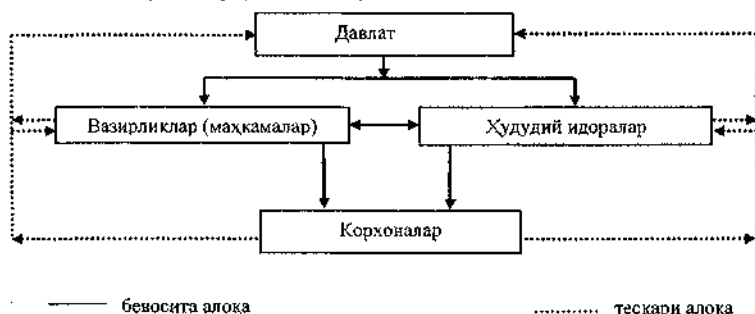 Давлат
Вазирликлар (маҳкамалар)
Ҳудудий идоралар
Корхоналар
бевосита алоқа
тескари алоқа